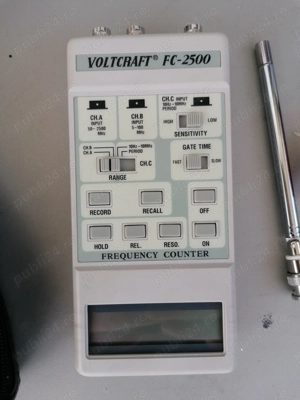 VOLTCRAFT® FC-2500
CH.A
INPUT
50~2500
MHz
CH.B
INPUT
5~100
MHz
CH.C
INPUT
10Hz~10MHz
PERIOD
HIGH
LOW
SENSITIVITY
CH.B
CH.A
10Hz~10MHz
PERIOD
CH.C
RANGE
GATE TIME
FAST
SLOW
RECORD
RECALL
OFF
HOLD
REL.
RESO.
ON
FREQUENCY COUNTER